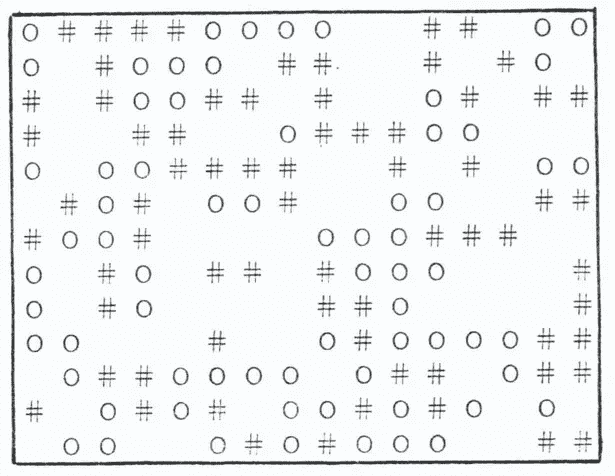 O # # # # O O O O     # #   O O
O   # O O O   # #     #   # O
# 	# O O # #   #     O #   # #
#     # #     O # # # O O
O   O O # # # #     #   #   O O
  # O #   O O #     O O     # #
# O O #         O O O # # #
O   # O   # #   # O O O       #
O   # O         # # O         #
O O       #     O # O O O O # #
  O # # O O O O   O # #   O # #
#   O # O #   O O # O # O   O
  O O     O # O # O O O     # #